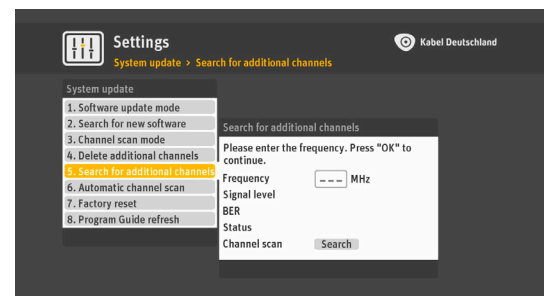 Settings
System update > Search for additional channels
Kabel Deutschland
System update
1. Software update mode
2. Search for new software
3. Channel scan mode
4. Delete additional channels
5. Search for additional channels
6. Automatic channel scan
7. Factory reset
8. Program Guide refresh
Search for additional channels
Please enter the frequency. Press "OK" to
continue.
Frequency _ _ _ MHz
Signal level
BER
Status
Channel scan Search